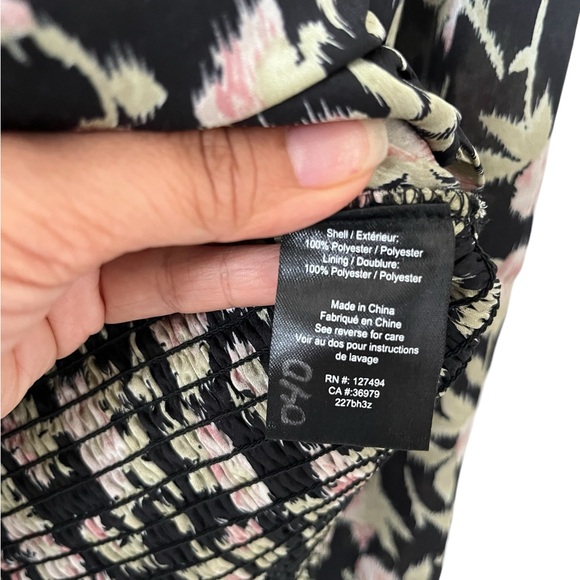 Shell / Extérieur:
100% Polyester / Polyester
Lining / Doublure:
100% Polyester / Polyester
Made in China
Fabriqué en Chine
See reverse for care
Voir au dos pour instructions
de lavage
RN #: 127494
CA #:36979
227bh3z
040